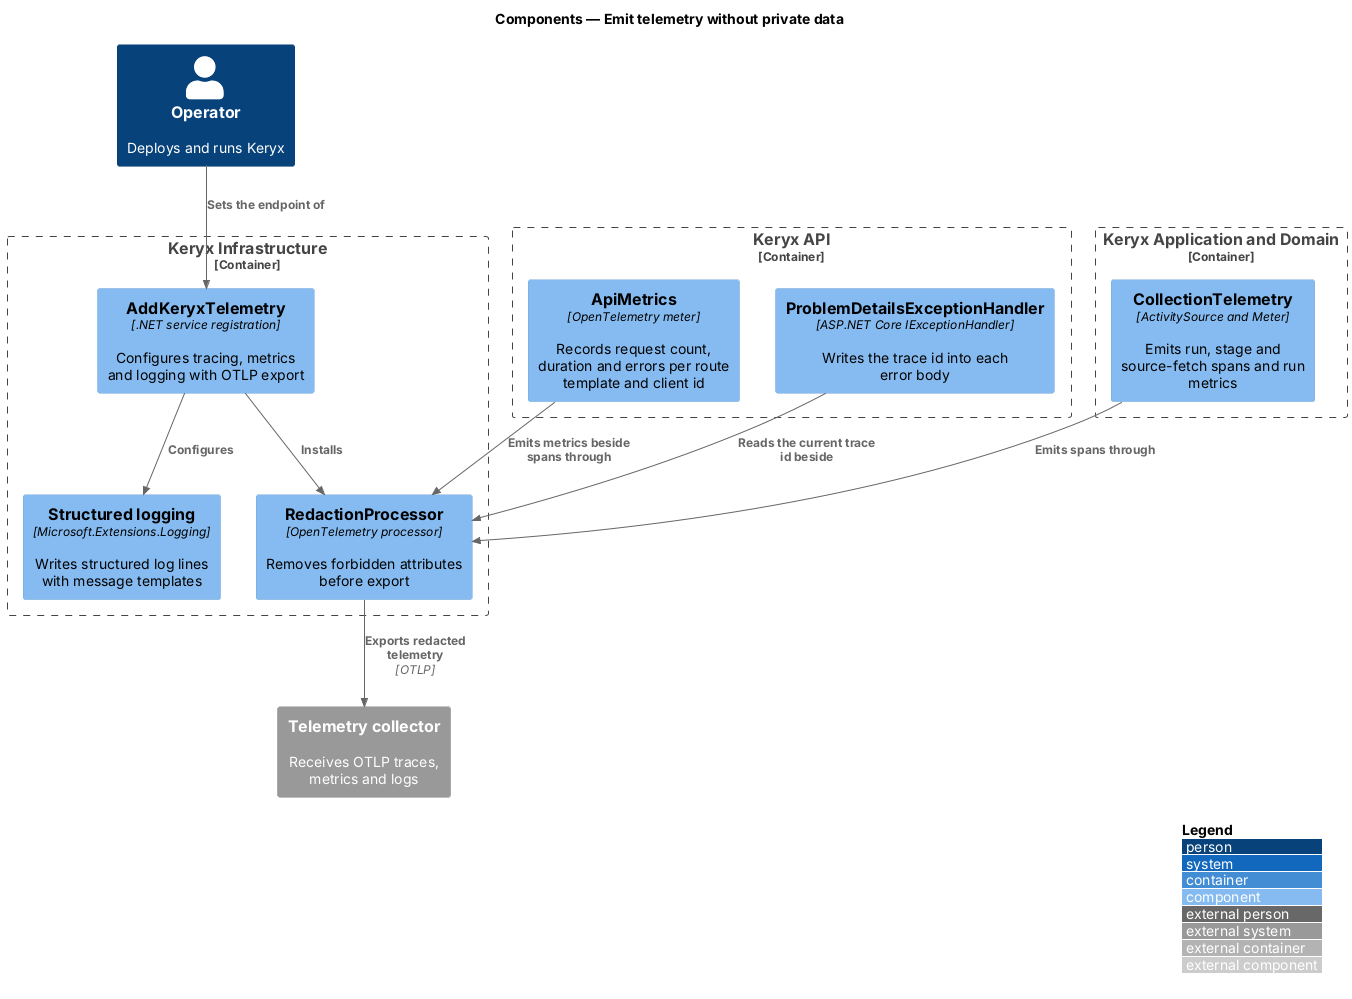 Components — Emit telemetry without private data
Operator
Deploys and runs Keryx
Sets the endpoint of
Keryx Infrastructure
[Container]
AddKeryxTelemetry
[.NET service registration]
Configures tracing, metrics
and logging with OTLP export
Keryx API
[Container]
ApiMetrics
[OpenTelemetry meter]
Records request count,
duration and errors per route
template and client id
ProblemDetailsExceptionHandler
[ASP.NET Core IExceptionHandler]
Writes the trace id into each
error body
Keryx Application and Domain
[Container]
CollectionTelemetry
[ActivitySource and Meter]
Emits run, stage and
source-fetch spans and run
metrics
Configures
Installs
Emits metrics beside
spans through
Reads the current trace
id beside
Emits spans through
Structured logging
[Microsoft.Extensions.Logging]
Writes structured log lines
with message templates
RedactionProcessor
[OpenTelemetry processor]
Removes forbidden attributes
before export
Exports redacted
telemetry
[OTLP]
Telemetry collector
Receives OTLP traces,
metrics and logs
Legend
person
system
container
component
external person
external system
external container
external component